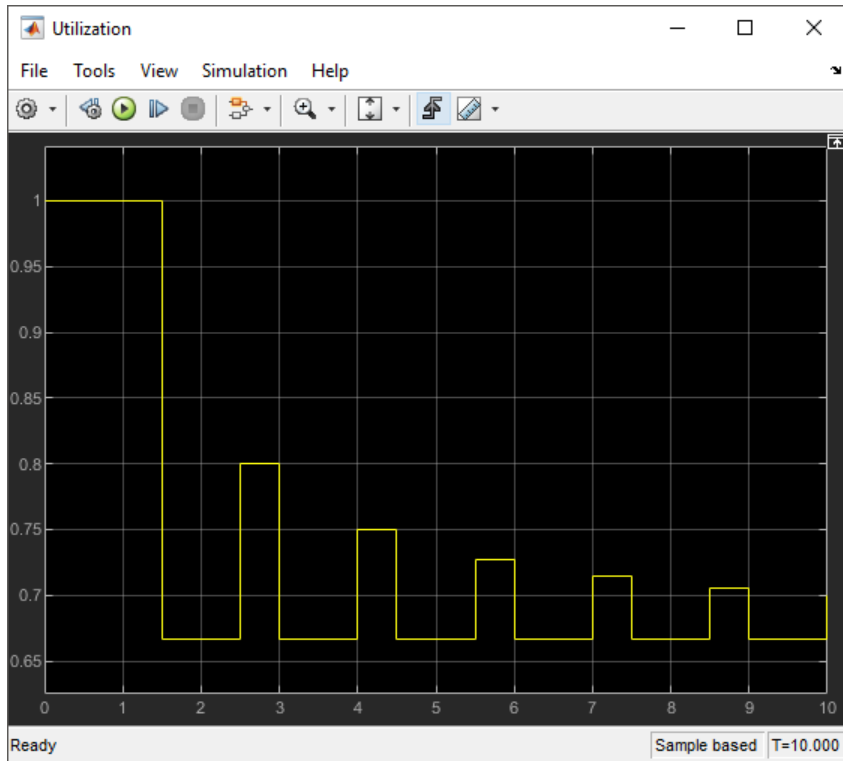 Utilization
File Tools View Simulation Help
1
0.95
0.9
0.85
0.8
0.75
0.7
0.65
0 1 2 3 4 5 6 7 8 9 10
Ready Sample based T=10.000